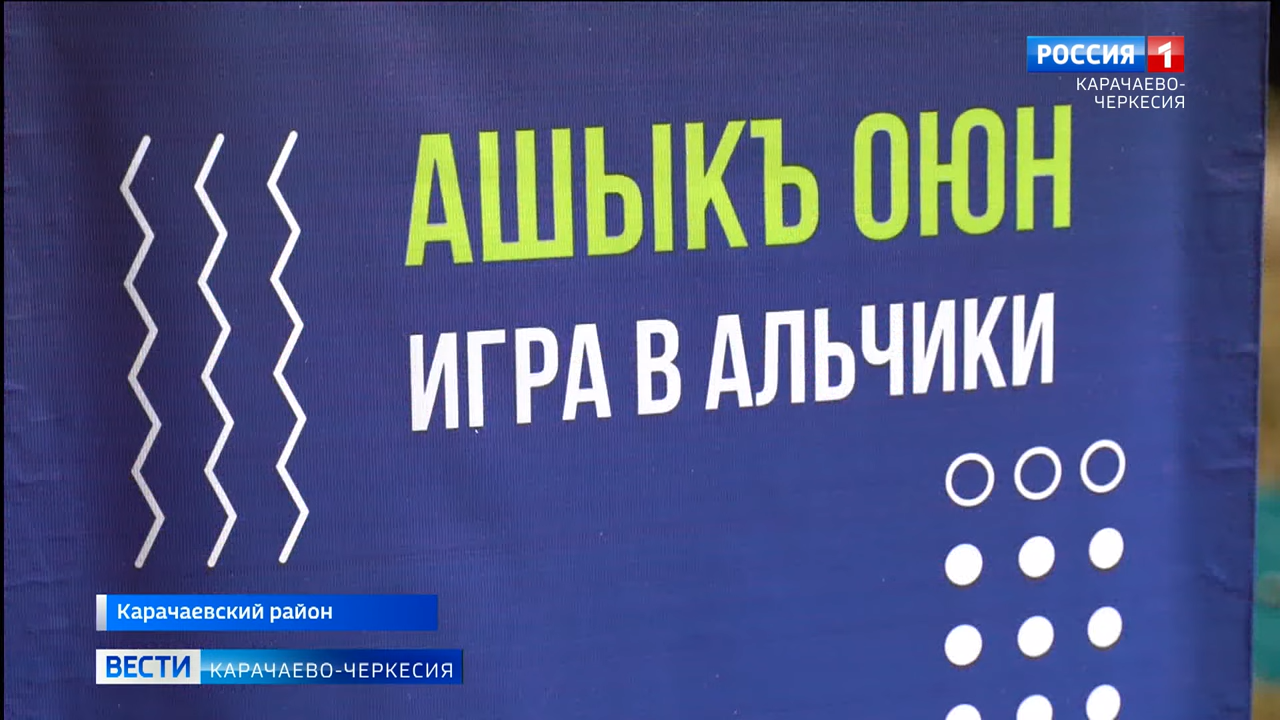 РОССИЯ 1
КАРАЧАЕВО-
ЧЕРКЕСИЯ
АШЫКЪ ОЮН
ИГРА В АЛЬЧИКИ
Карачаевский район
ВЕСТИ КАРАЧАЕВО-ЧЕРКЕСИЯ